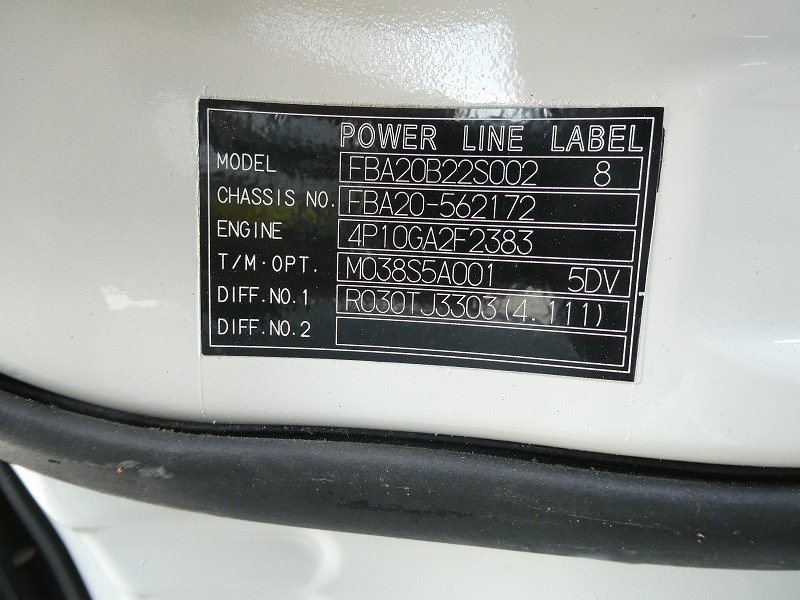 POWER LINE LABEL
MODEL FBA20B22S002 8
CHASSIS NO. FBA20-562172
ENGINE 4P10GA2F2383
T/M·OPT. M038S5A001 5DV
DIFF.NO.1 R030TJ3303(4.111)
DIFF.NO.2